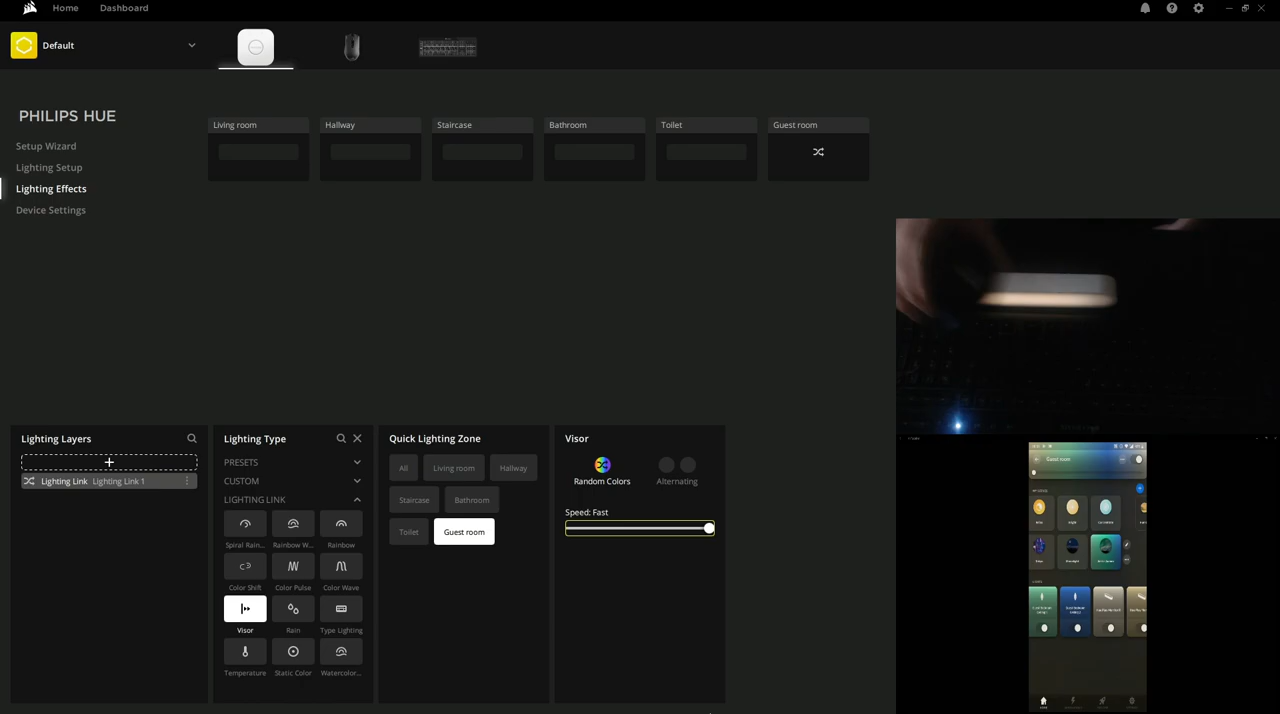 Home Dashboard
Default
PHILIPS HUE
Setup Wizard
Lighting Setup
Lighting Effects
Device Settings
Living room
Hallway
Staircase
Bathroom
Toilet
Guest room
Lighting Layers
+
Lighting Link Lighting Link 1
Lighting Type
PRESETS
CUSTOM
LIGHTING LINK
Spiral Rain... Rainbow W... Rainbow
Color Shift Color Pulse Color Wave
Visor Rain Type Lighting
Temperature Static Color Watercolor...
Quick Lighting Zone
All Living room Hallway
Staircase Bathroom
Toilet Guest room
Visor
Random Colors Alternating
Speed: Fast
Guest room